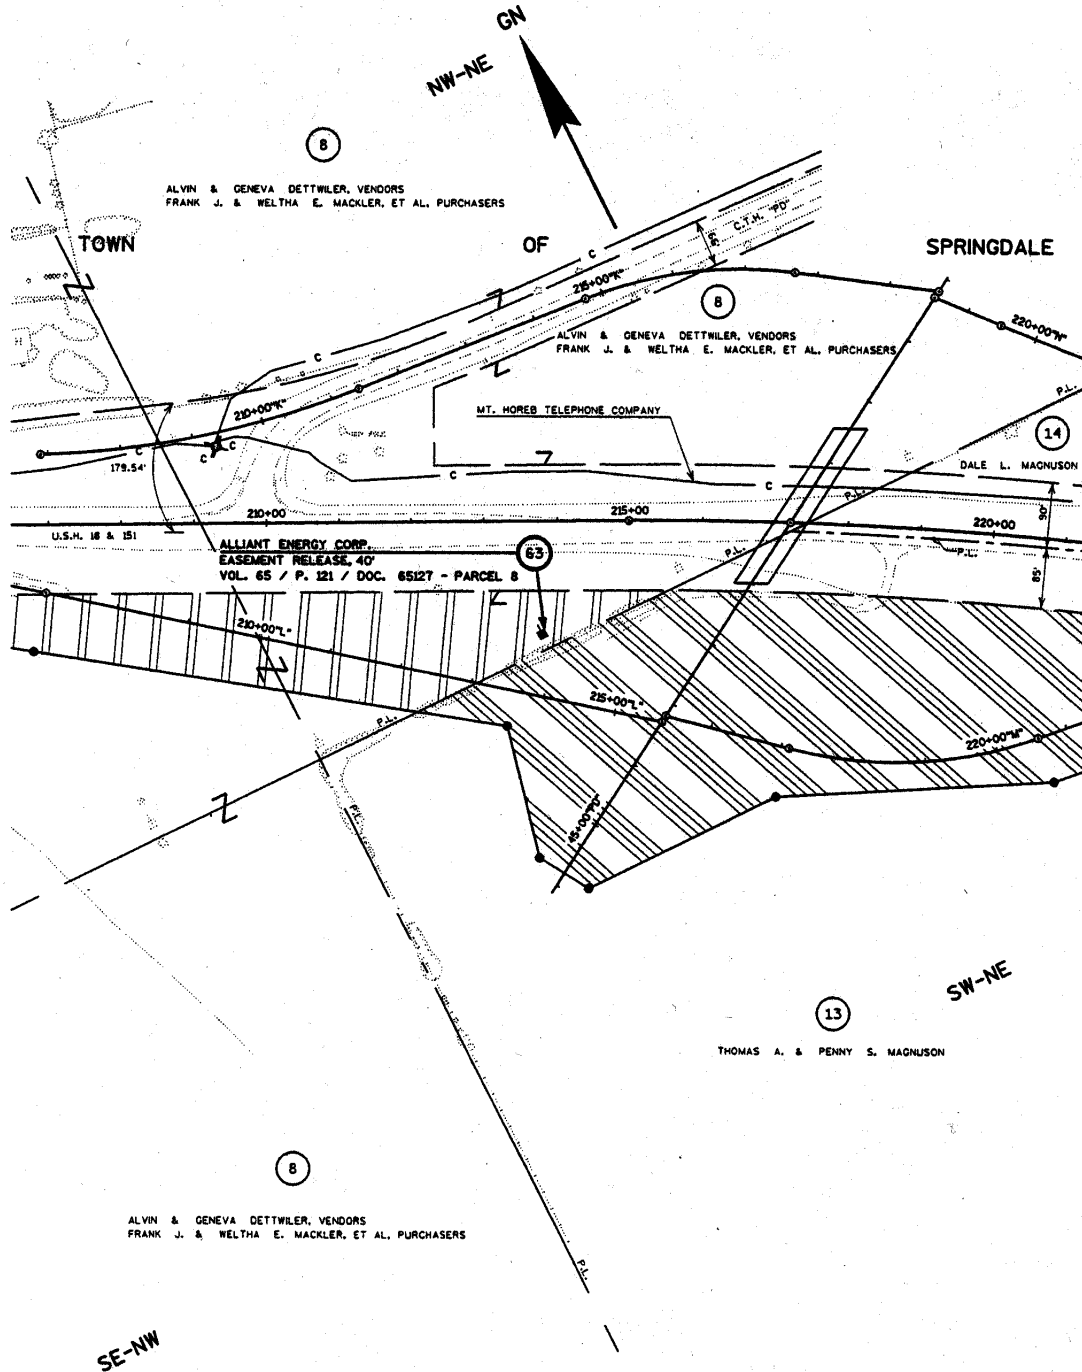 GN
NW-NE
8
ALVIN & GENEVA DETTWILER, VENDORS
FRANK J. & WELTHA E. MACKLER, ET AL, PURCHASERS
TOWN
OF
SPRINGDALE
C.T.H. "PD"
66'
C
215+00"K"
8
ALVIN & GENEVA DETTWILER, VENDORS
FRANK J. & WELTHA E. MACKLER, ET AL, PURCHASERS
220+00"N"
P.L.
C
210+00"K"
MT. HOREB TELEPHONE COMPANY
14
DALE L. MAGNUSON
C
C
C
179.54'
C
C
P.L.
90'
210+00
215+00
220+00
U.S.H. 18 & 151
P.L.
P.L.
85'
ALLIANT ENERGY CORP.
EASEMENT RELEASE, 40'
VOL. 65 / P. 121 / DOC. 65127 - PARCEL 8
63
210+00"L"
215+00"L"
P.L.
220+00"M"
45+00"PD"
P.L.
SW-NE
13
THOMAS A. & PENNY S. MAGNUSON
8
ALVIN & GENEVA DETTWILER, VENDORS
FRANK J. & WELTHA E. MACKLER, ET AL, PURCHASERS
P.L.
SE-NW